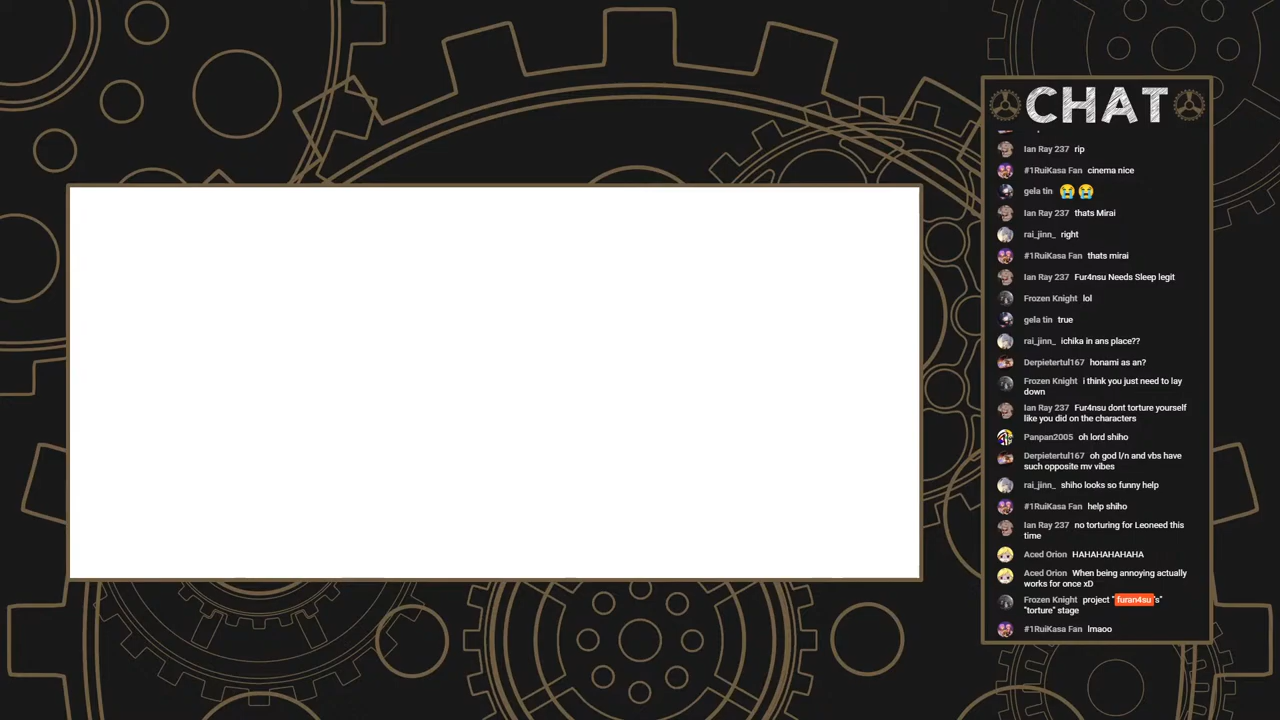 CHAT
Ian Ray 237 rip
#1RuiKasa Fan cinema nice
gela tin 😭😭
Ian Ray 237 thats Mirai
rai_jinn_ right
#1RuiKasa Fan thats mirai
Ian Ray 237 Fur4nsu Needs Sleep legit
Frozen Knight lol
gela tin true
rai_jinn_ ichika in ans place??
Derpietertul167 honami as an?
Frozen Knight i think you just need to lay
down
Ian Ray 237 Fur4nsu dont torture yourself
like you did on the characters
Panpan2005 oh lord shiho
Derpietertul167 oh god l/n and vbs have
such opposite mv vibes
rai_jinn_ shiho looks so funny help
#1RuiKasa Fan help shiho
Ian Ray 237 no torturing for Leoneed this
time
Aced Orion HAHAHAHAHAHA
Aced Orion When being annoying actually
works for once xD
Frozen Knight project "furan4su's"
"torture" stage
#1RuiKasa Fan lmaoo